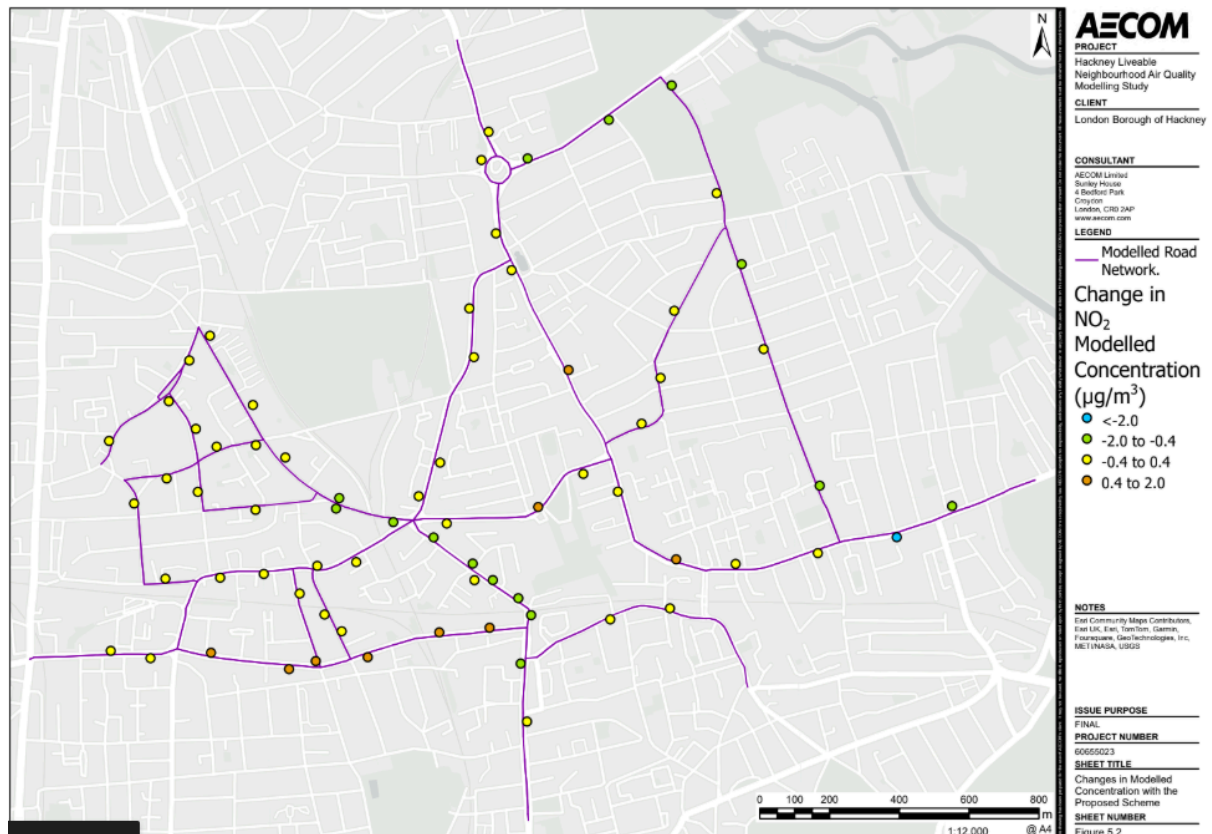 N
AECOM
PROJECT
Hackney Liveable
Neighbourhood Air Quality
Modelling Study
CLIENT
London Borough of Hackney
CONSULTANT
AECOM Limited
Sunley House
4 Bedford Park
Croydon
London, CR0 2AP
www.aecom.com
LEGEND
Modelled Road
Network.
Change in
NO₂
Modelled
Concentration
(µg/m³)
<-2.0
-2.0 to -0.4
-0.4 to 0.4
0.4 to 2.0
NOTES
Esri Community Maps Contributors,
Esri UK, Esri, TomTom, Garmin,
Foursquare, GeoTechnologies, Inc,
METI/NASA, USGS
ISSUE PURPOSE
FINAL
PROJECT NUMBER
60655023
SHEET TITLE
Changes in Modelled
Concentration with the
Proposed Scheme
SHEET NUMBER
Figure 5.2
0 100 200 400 600 800
m
1:12,000 @ A4